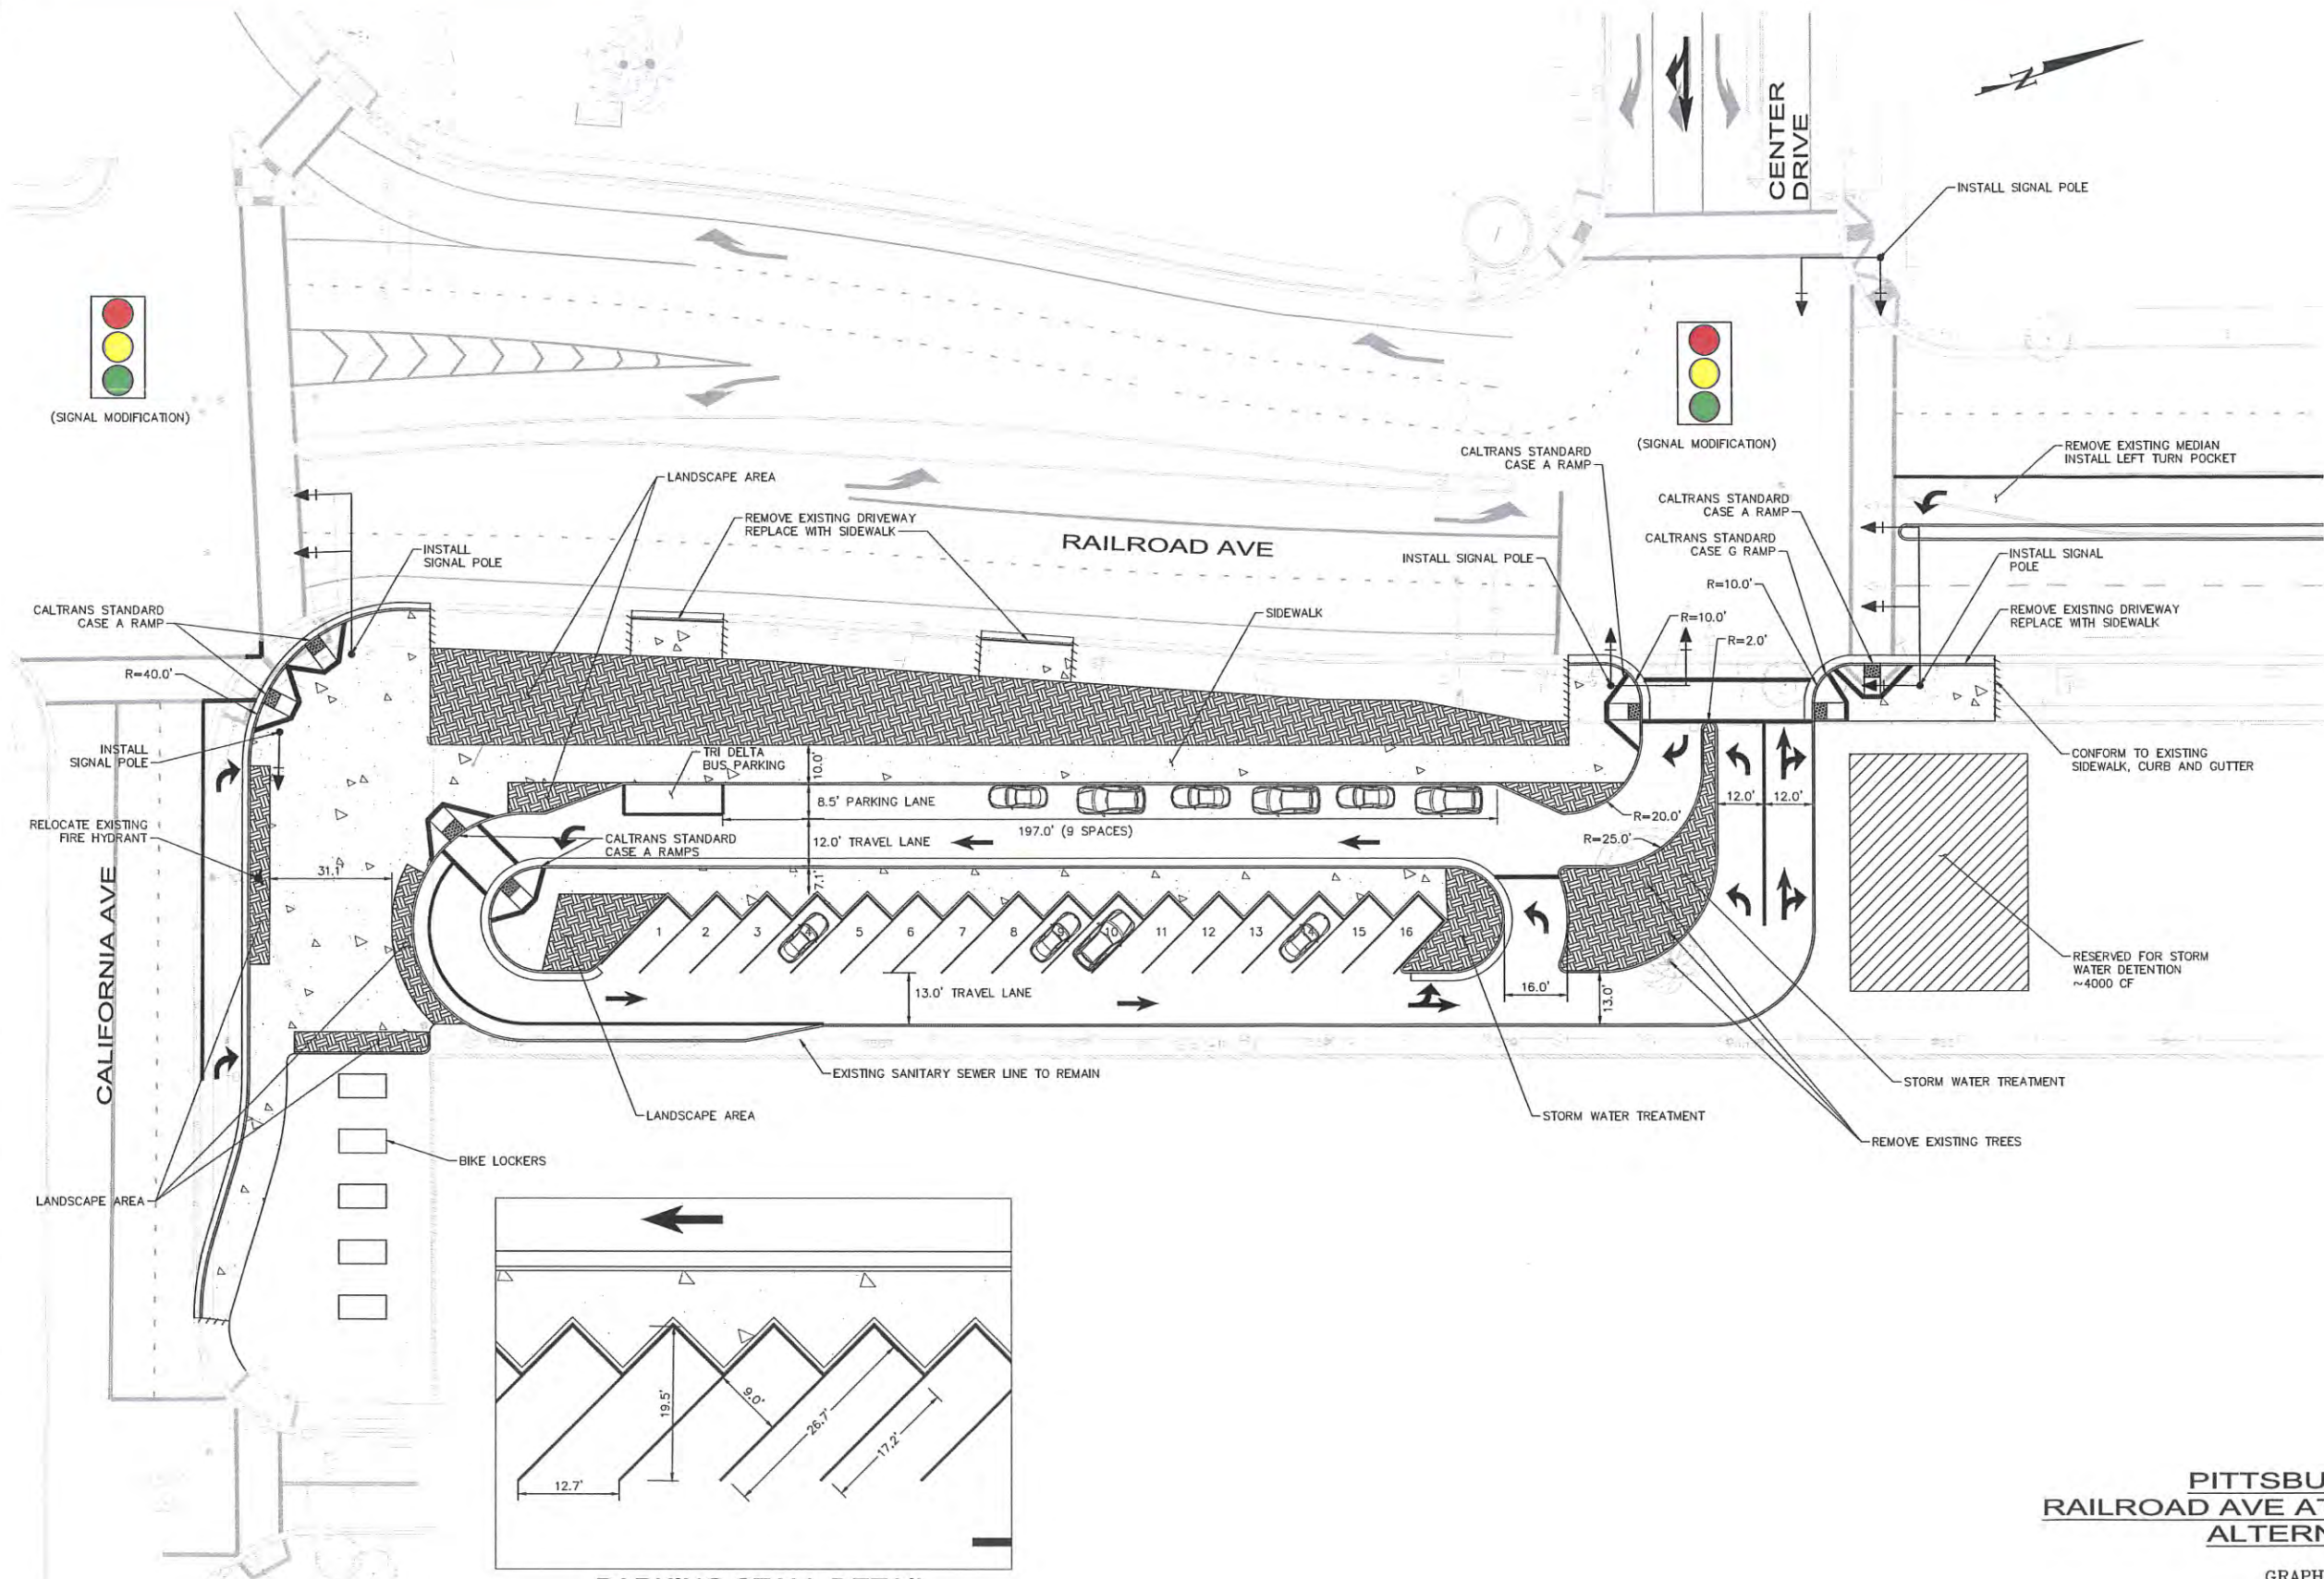 CENTER
DRIVE
N
INSTALL SIGNAL POLE
(SIGNAL MODIFICATION)
(SIGNAL MODIFICATION)
CALTRANS STANDARD
CASE A RAMP
REMOVE EXISTING MEDIAN
INSTALL LEFT TURN POCKET
LANDSCAPE AREA
CALTRANS STANDARD
CASE A RAMP
REMOVE EXISTING DRIVEWAY
REPLACE WITH SIDEWALK
RAILROAD AVE
CALTRANS STANDARD
CASE G RAMP
INSTALL
SIGNAL POLE
INSTALL SIGNAL POLE
INSTALL SIGNAL
POLE
R=10.0'
CALTRANS STANDARD
CASE A RAMP
SIDEWALK
R=10.0'
REMOVE EXISTING DRIVEWAY
REPLACE WITH SIDEWALK
R=2.0'
R=40.0'
INSTALL
SIGNAL POLE
TRI DELTA
BUS PARKING
10.0'
CONFORM TO EXISTING
SIDEWALK, CURB AND GUTTER
8.5' PARKING LANE
12.0'
12.0'
RELOCATE EXISTING
FIRE HYDRANT
R=20.0'
197.0' (9 SPACES)
CALTRANS STANDARD
CASE A RAMPS
12.0' TRAVEL LANE
R=25.0'
31.1'
7.1'
CALIFORNIA AVE
1
2
3
4
5
6
7
8
9
10
11
12
13
14
15
16
RESERVED FOR STORM
WATER DETENTION
~4000 CF
13.0' TRAVEL LANE
16.0'
13.0'
EXISTING SANITARY SEWER LINE TO REMAIN
STORM WATER TREATMENT
LANDSCAPE AREA
STORM WATER TREATMENT
REMOVE EXISTING TREES
BIKE LOCKERS
LANDSCAPE AREA
19.5'
9.0'
26.7'
17.2'
12.7'
PITTSBU
RAILROAD AVE AT
ALTERN
GRAPH
PARKING STALL DETAIL